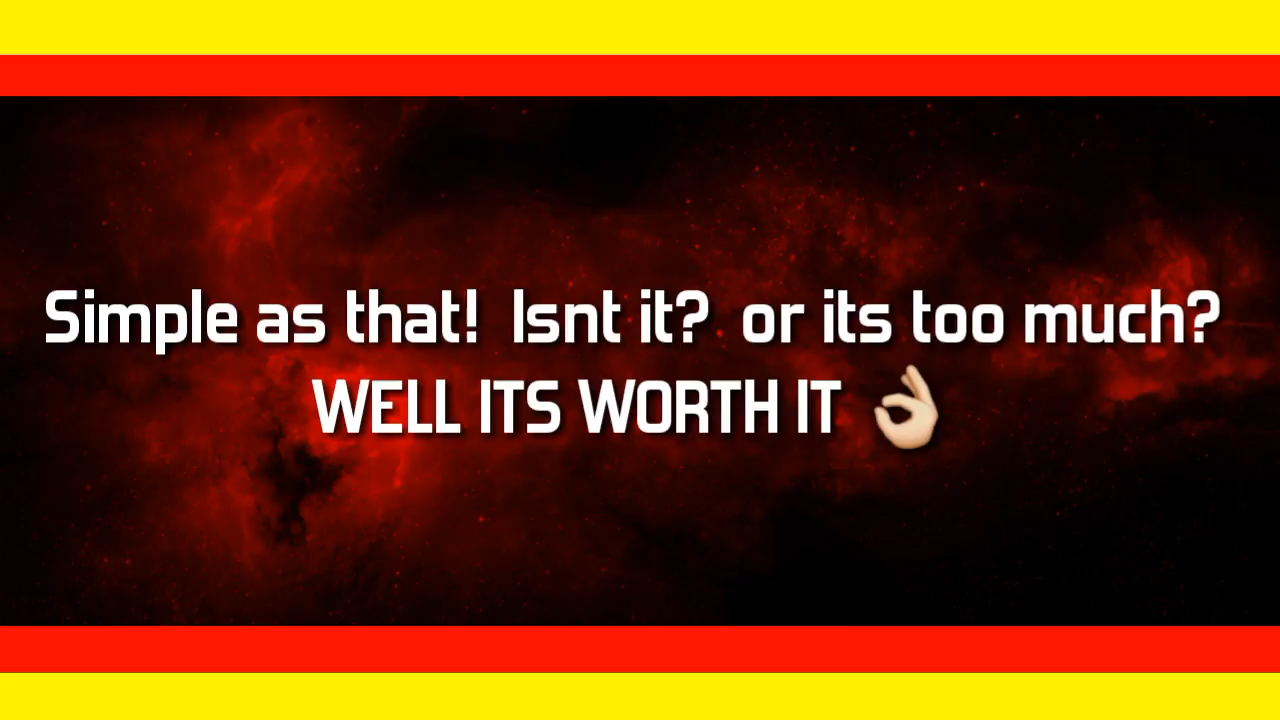 Simple as that! Isnt it? or its too much?
WELL ITS WORTH IT 👌🏻